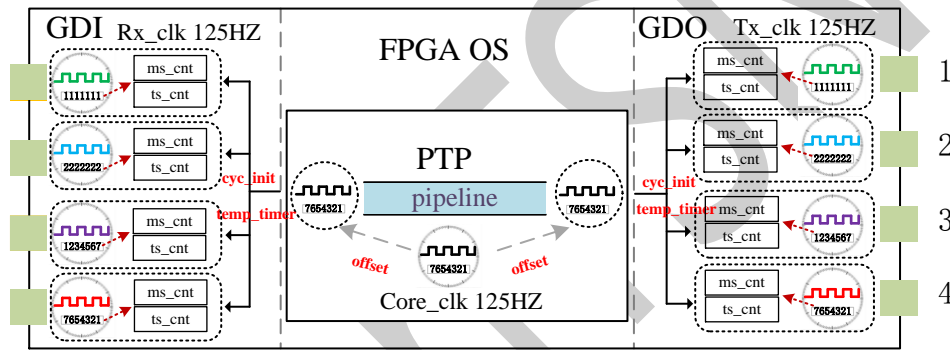 GDI
Rx_clk 125HZ
1111111
ms_cnt
ts_cnt
2222222
ms_cnt
ts_cnt
1234567
ms_cnt
ts_cnt
7654321
ms_cnt
ts_cnt
cyc_init
temp_timer
FPGA OS
PTP
7654321
pipeline
7654321
offset
7654321
offset
Core_clk 125HZ
GDO
Tx_clk 125HZ
cyc_init
temp_timer
ms_cnt
ts_cnt
1111111
1
ms_cnt
ts_cnt
2222222
2
ms_cnt
ts_cnt
1234567
3
ms_cnt
ts_cnt
7654321
4